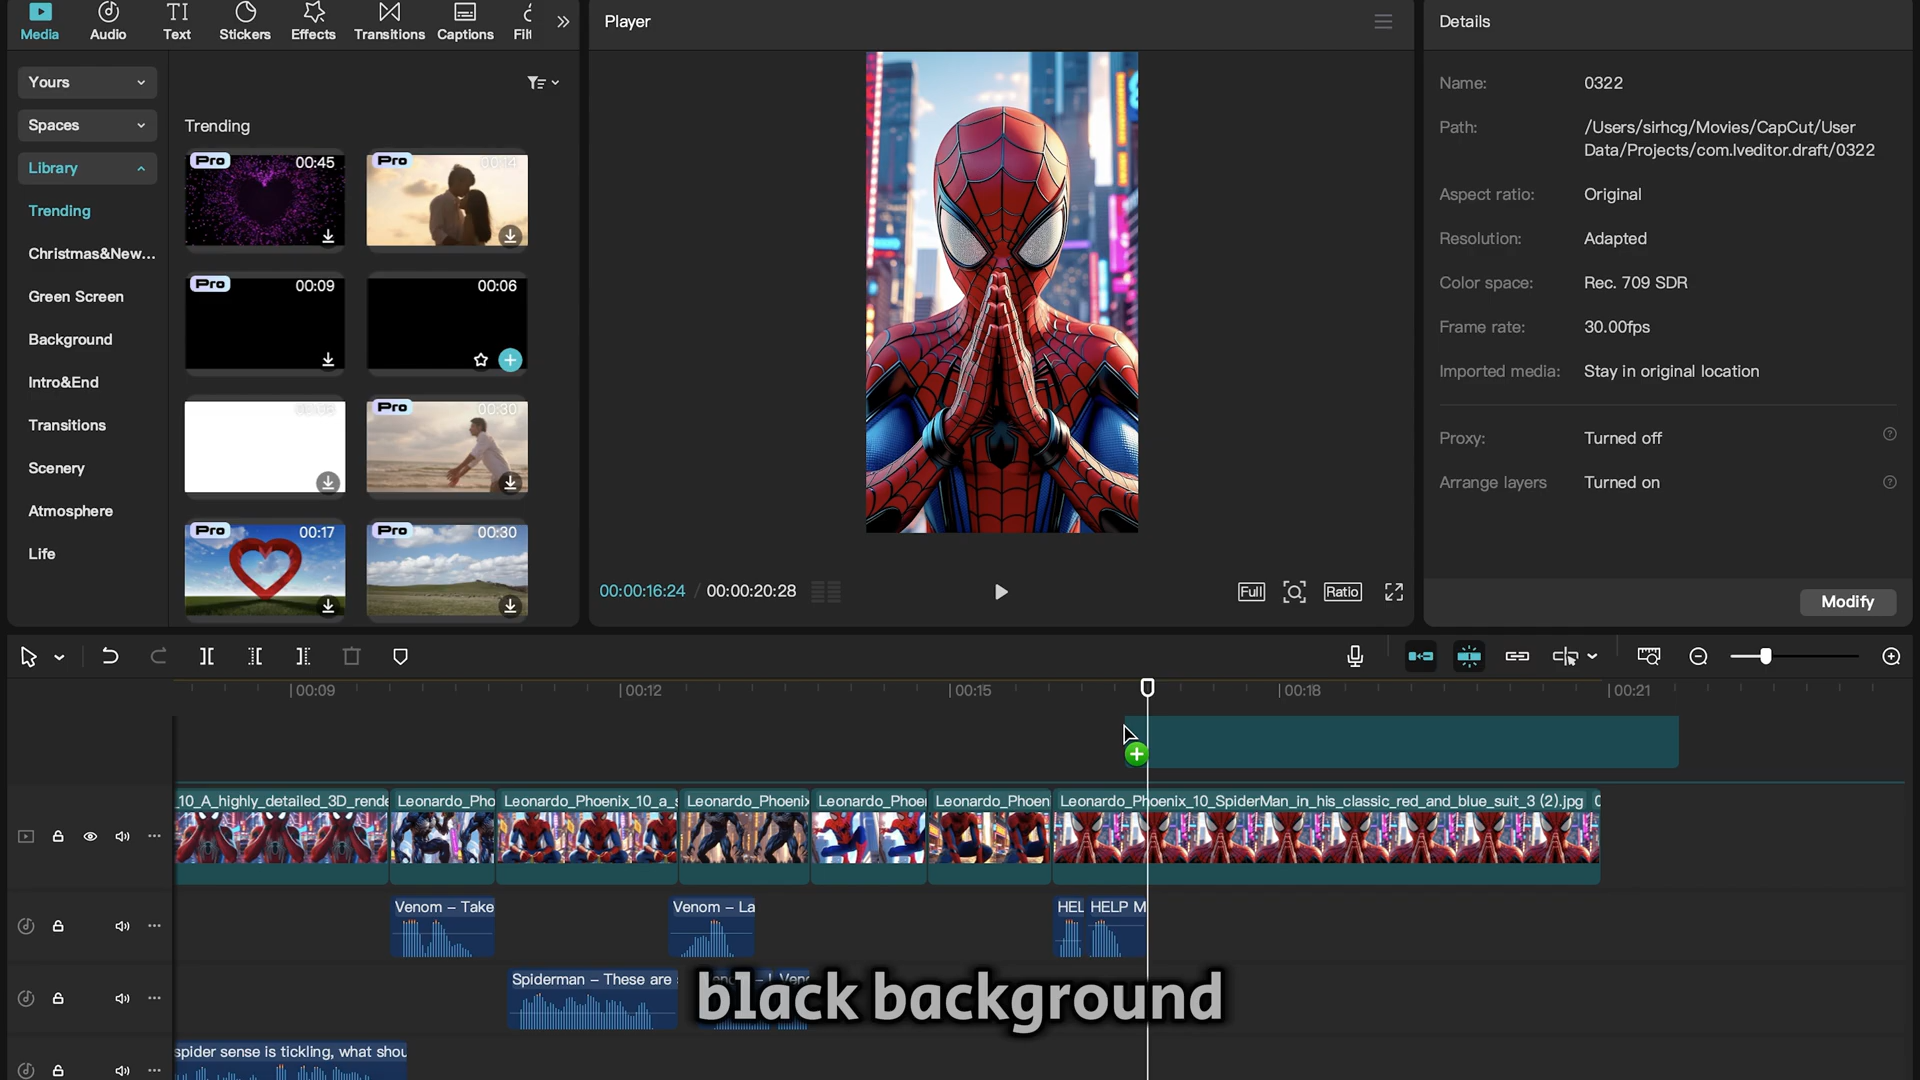 Media
Audio
Text
Stickers
Effects
Transitions
Captions
Player
Details
Yours
Spaces
Library
Trending
Christmas&New...
Green Screen
Background
Intro&End
Transitions
Scenery
Atmosphere
Life
Trending
Pro
00:45
Pro
Pro
00:09
00:06
Pro
00:30
Pro
00:17
Pro
00:30
00:00:16:24 / 00:00:20:28
Full
Ratio
Name: 0322
Path: /Users/sirhcg/Movies/CapCut/User
Data/Projects/com.lveditor.draft/0322
Aspect ratio: Original
Resolution: Adapted
Color space: Rec. 709 SDR
Frame rate: 30.00fps
Imported media: Stay in original location
Proxy: Turned off
Arrange layers Turned on
Modify
00:09
00:12
00:15
00:18
00:21
_10_A_highly_detailed_3D_rende
Leonardo_Pho
Leonardo_Phoenix_10_a_s
Leonardo_Phoenix
Leonardo_Phoe
Leonardo_Phoen
Leonardo_Phoenix_10_SpiderMan_in_his_classic_red_and_blue_suit_3 (2).jpg
Venom – Take
Venom – La
HEL
HELP M
Spiderman – These are
spider sense is tickling, what shou
black background